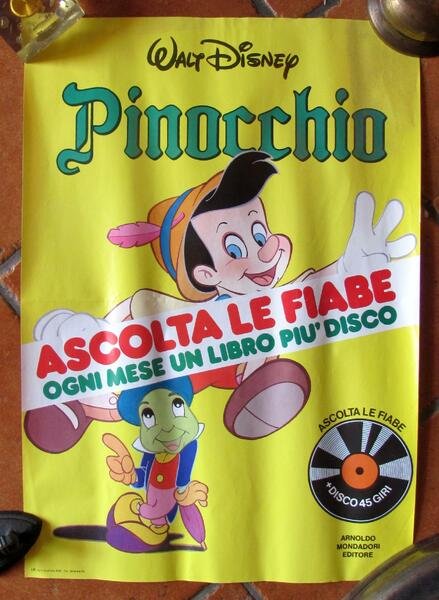 WALT DISNEY
Pinocchio
ASCOLTA LE FIABE
OGNI MESE UN LIBRO PIU' DISCO
ASCOLTA LE FIABE
+DISCO 45 GIRI
ARNOLDO
MONDADORI
EDITORE